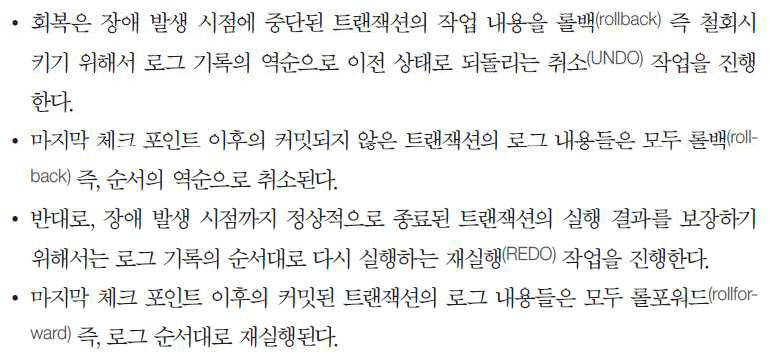 • 회복은 장애 발생 시점에 중단된 트랜잭션의 작업 내용을 롤백(rollback) 즉 철회시
키기 위해서 로그 기록의 역순으로 이전 상태로 되돌리는 취소(UNDO) 작업을 진행
한다.
• 마지막 체크 포인트 이후의 커밋되지 않은 트랜잭션의 로그 내용들은 모두 롤백(roll-
back) 즉, 순서의 역순으로 취소된다.
• 반대로, 장애 발생 시점까지 정상적으로 종료된 트랜잭션의 실행 결과를 보장하기
위해서는 로그 기록의 순서대로 다시 실행하는 재실행(REDO) 작업을 진행한다.
• 마지막 체크 포인트 이후의 커밋된 트랜잭션의 로그 내용들은 모두 롤포워드(rollfor-
ward) 즉, 로그 순서대로 재실행된다.